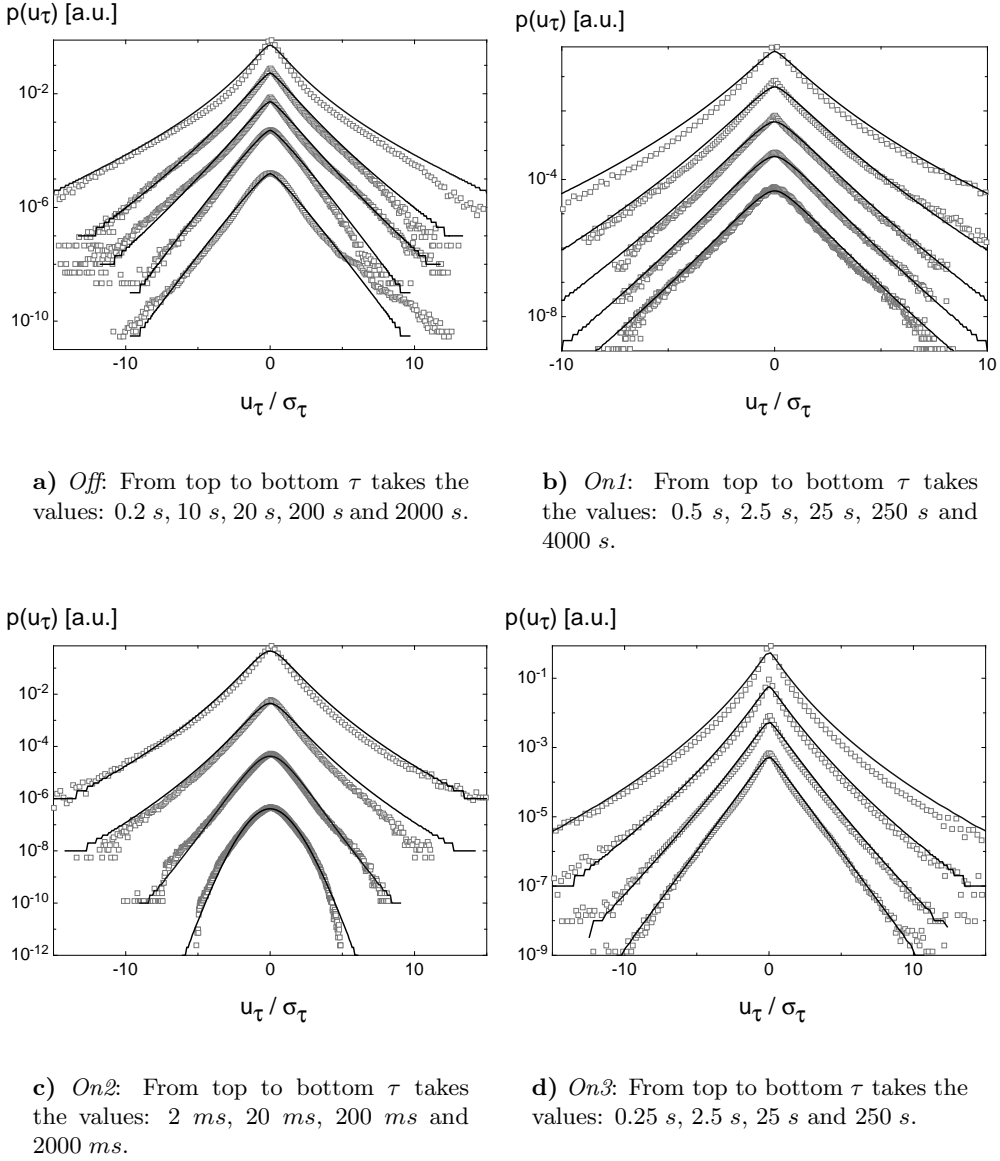 p(uτ) [a.u.]
10^-2
10^-6
10^-10
-10 0 10
uτ / στ
a) Off: From top to bottom τ takes the
values: 0.2 s, 10 s, 20 s, 200 s and 2000 s.
p(uτ) [a.u.]
10^-4
10^-8
-10 0 10
uτ / στ
b) On1: From top to bottom τ takes
the values: 0.5 s, 2.5 s, 25 s, 250 s and
4000 s.
p(uτ) [a.u.]
10^-2
10^-4
10^-6
10^-8
10^-10
10^-12
-10 0 10
uτ / στ
c) On2: From top to bottom τ takes
the values: 2 ms, 20 ms, 200 ms and
2000 ms.
p(uτ) [a.u.]
10^-1
10^-3
10^-5
10^-7
10^-9
-10 0 10
uτ / στ
d) On3: From top to bottom τ takes the
values: 0.25 s, 2.5 s, 25 s and 250 s.